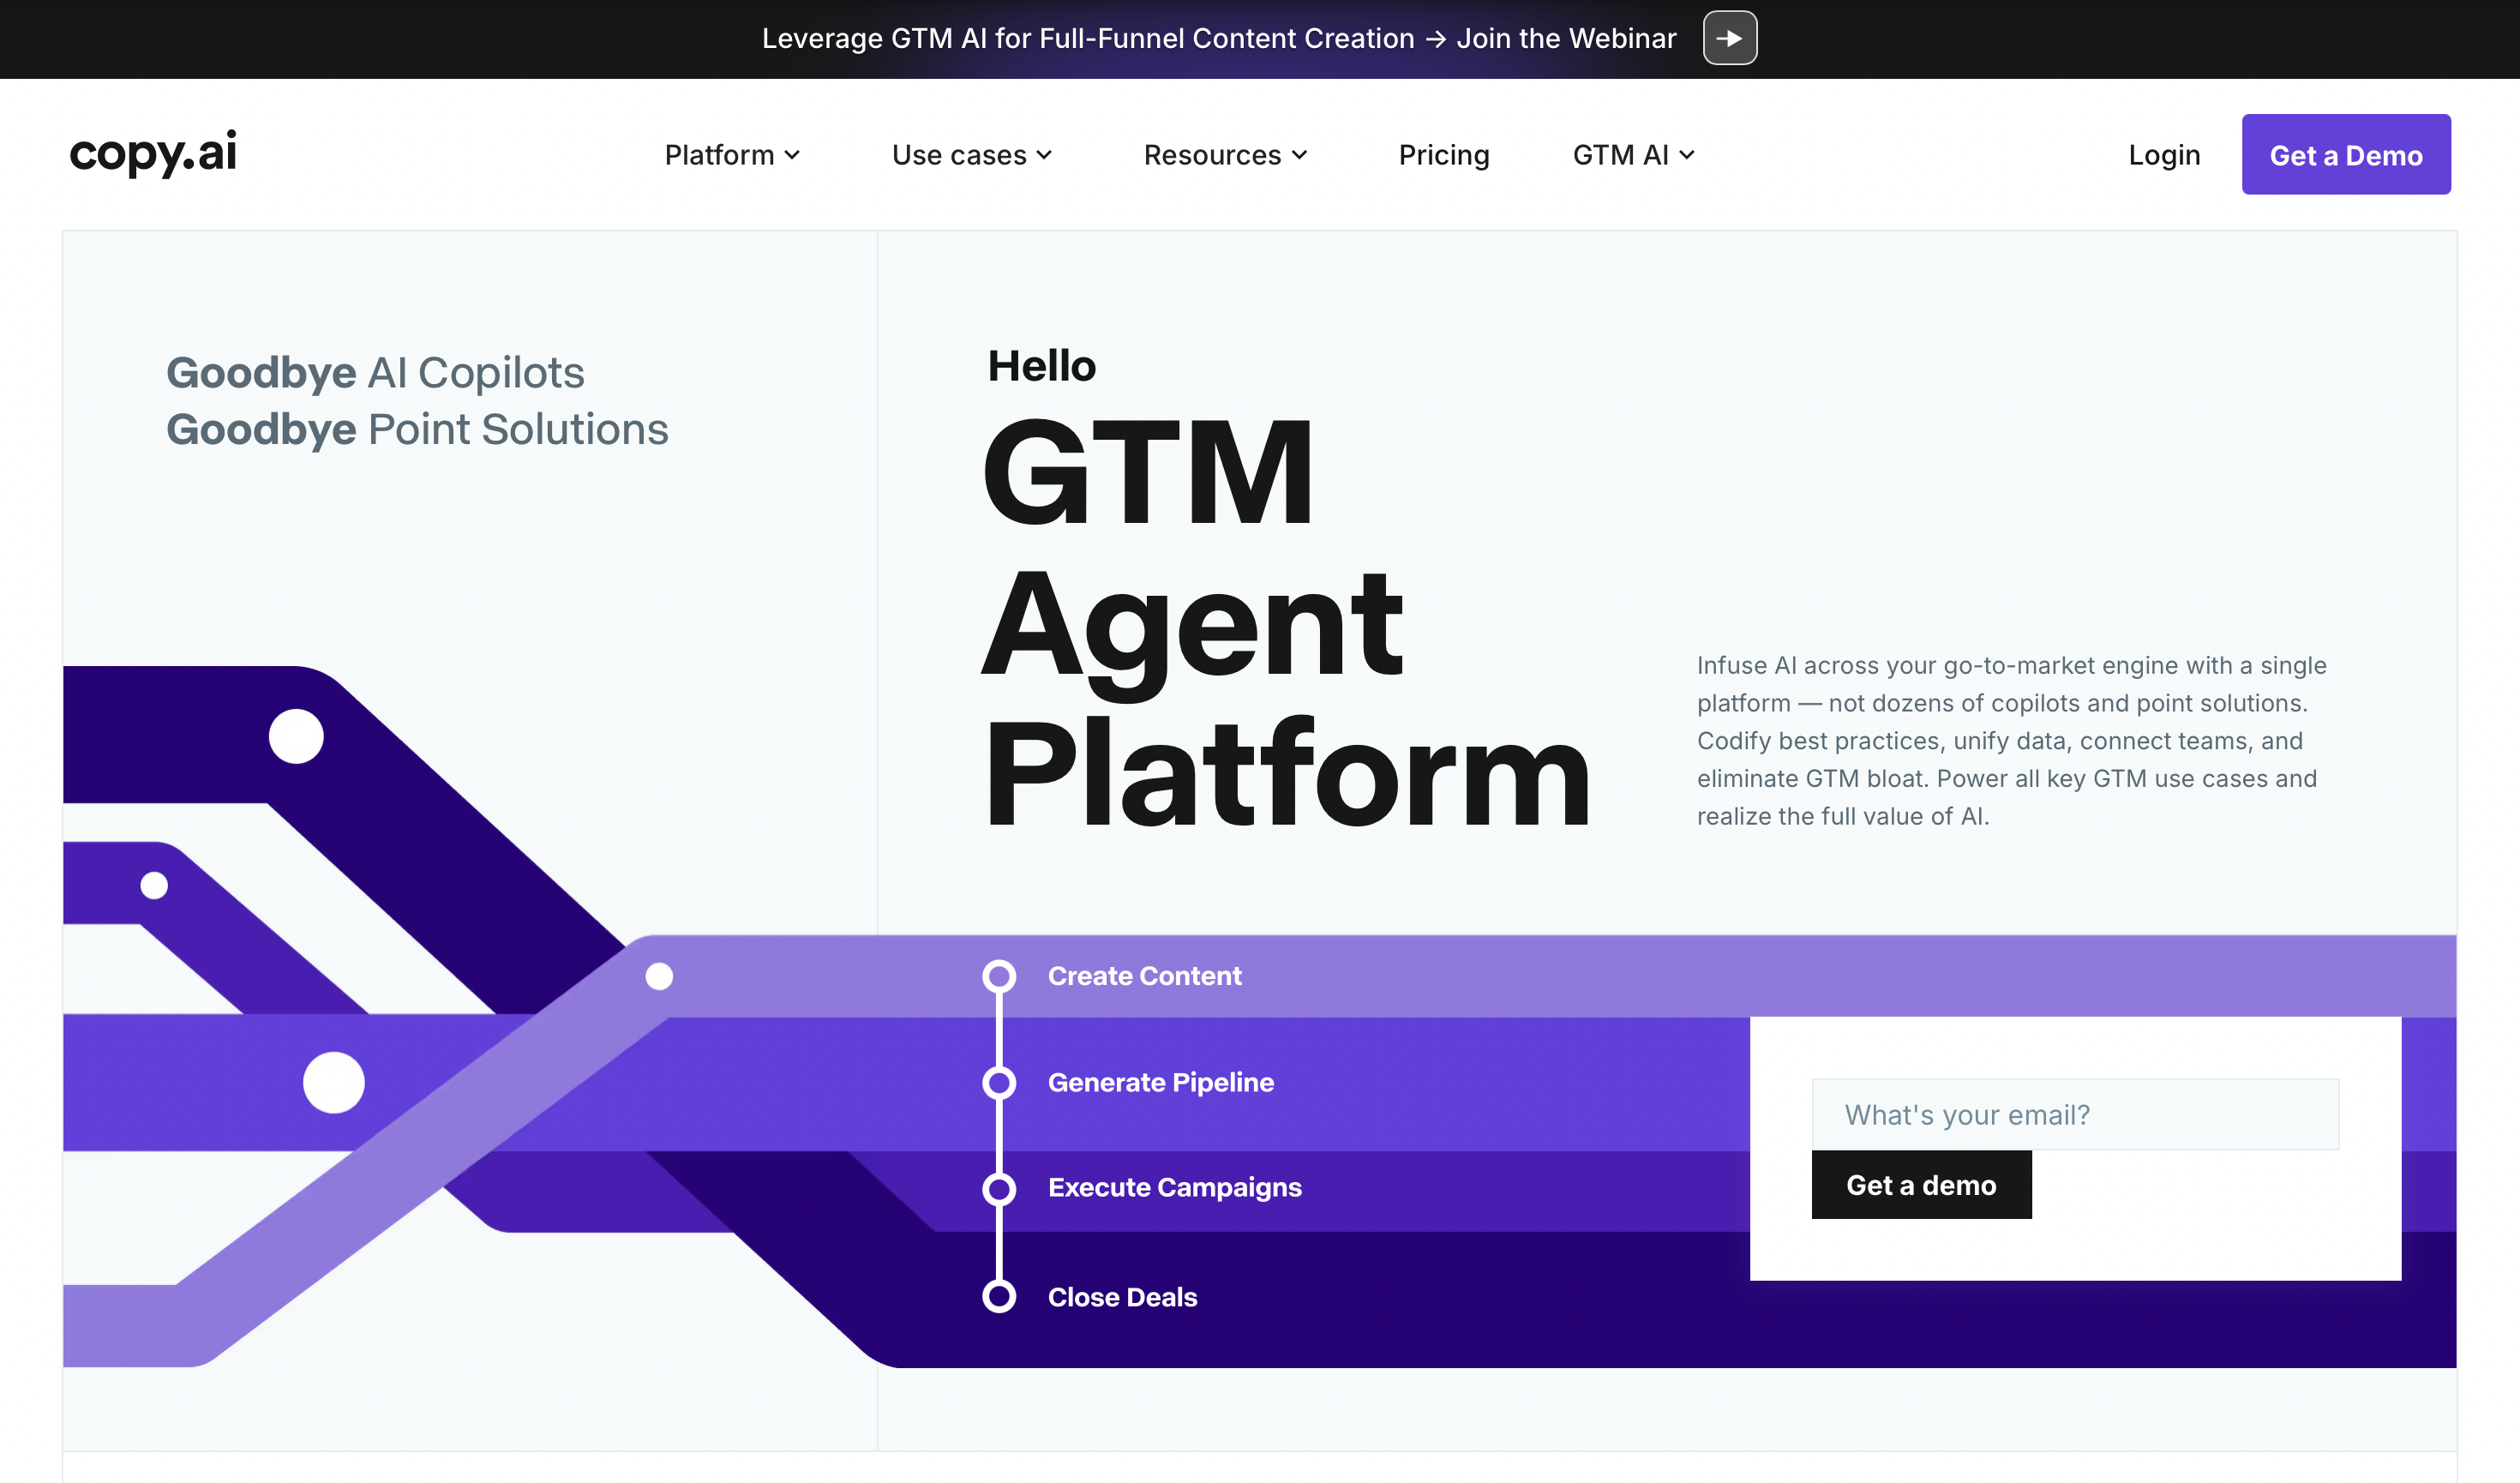 Leverage GTM AI for Full-Funnel Content Creation → Join the Webinar
copy.ai
Platform
Use cases
Resources
Pricing
GTM AI
Login
Get a Demo
Goodbye AI Copilots
Goodbye Point Solutions
Hello
GTM
Agent
Platform
Infuse AI across your go-to-market engine with a single
platform — not dozens of copilots and point solutions.
Codify best practices, unify data, connect teams, and
eliminate GTM bloat. Power all key GTM use cases and
realize the full value of AI.
Create Content
Generate Pipeline
Execute Campaigns
Close Deals
What's your email?
Get a demo